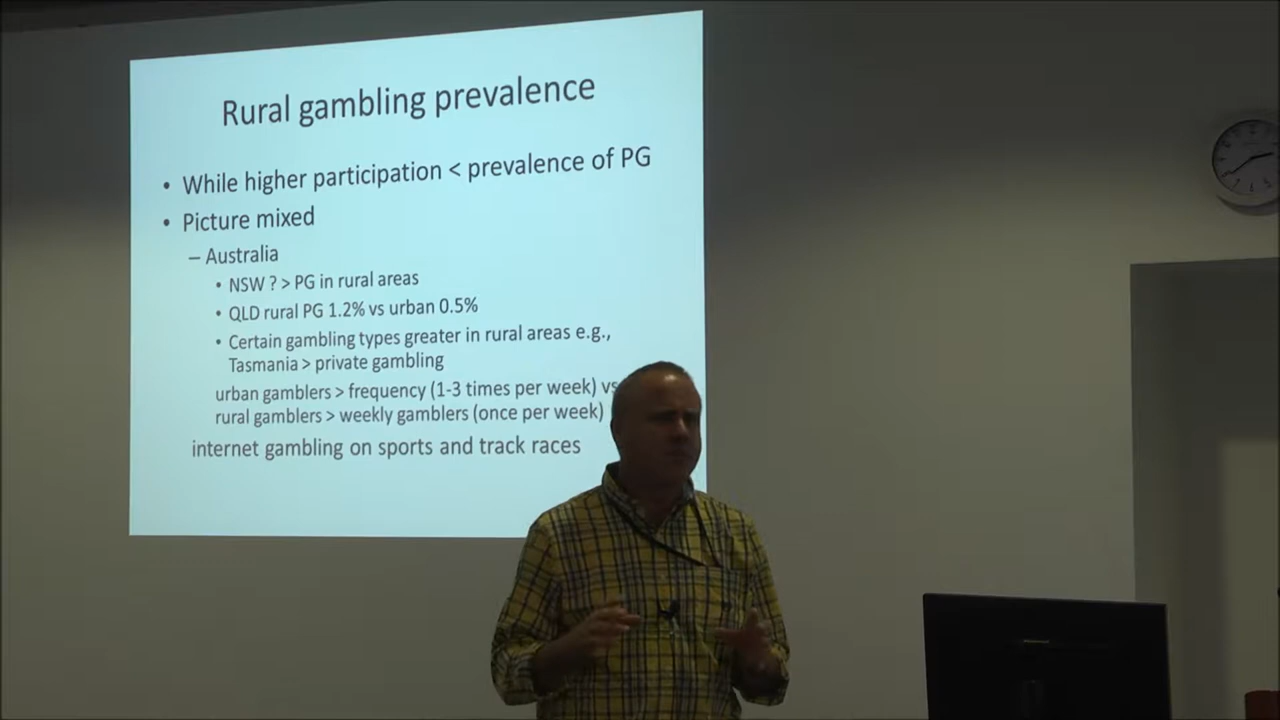 Rural gambling prevalence
• While higher participation < prevalence of PG
• Picture mixed
– Australia
• NSW ? > PG in rural areas
• QLD rural PG 1.2% vs urban 0.5%
• Certain gambling types greater in rural areas e.g.,
Tasmania > private gambling
urban gamblers > frequency (1-3 times per week) vs
rural gamblers > weekly gamblers (once per week)
internet gambling on sports and track races